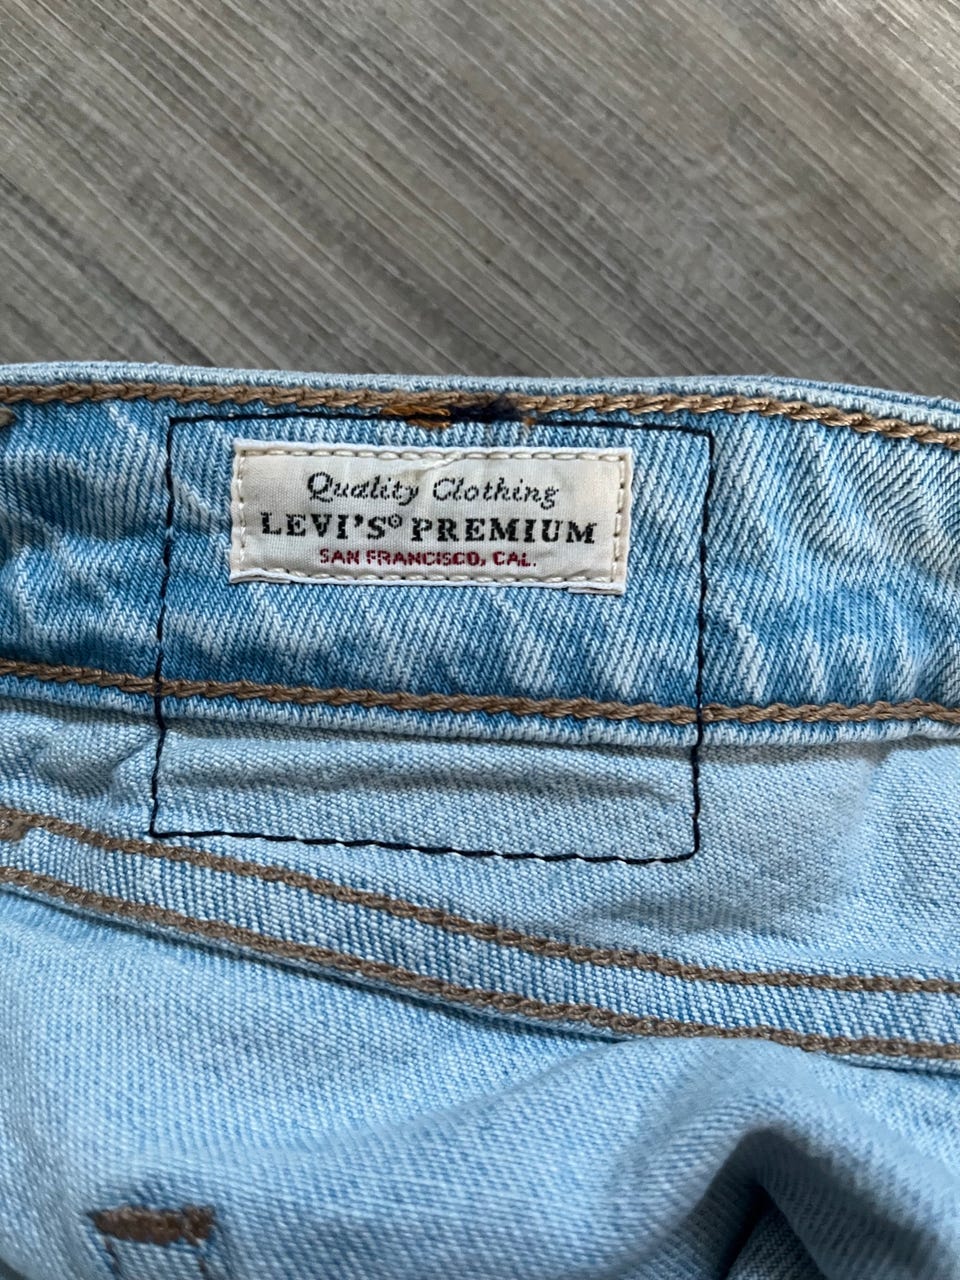 Quality Clothing
LEVI'S® PREMIUM
SAN FRANCISCO, CAL.